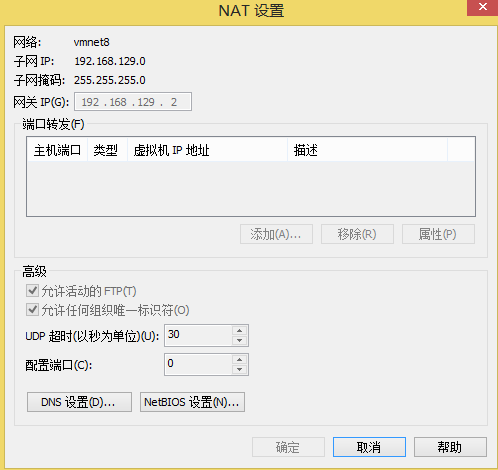 NAT 设置
网络: vmnet8
子网 IP: 192.168.129.0
子网掩码: 255.255.255.0
网关 IP(G): 192 . 168 . 129 . 2
端口转发(F)
主机端口 类型 虚拟机 IP 地址 描述
添加(A)... 移除(R) 属性(P)
高级
允许活动的 FTP(T)
允许任何组织唯一标识符(O)
UDP 超时(以秒为单位)(U): 30
配置端口(C): 0
DNS 设置(D)... NetBIOS 设置(N)...
确定 取消 帮助